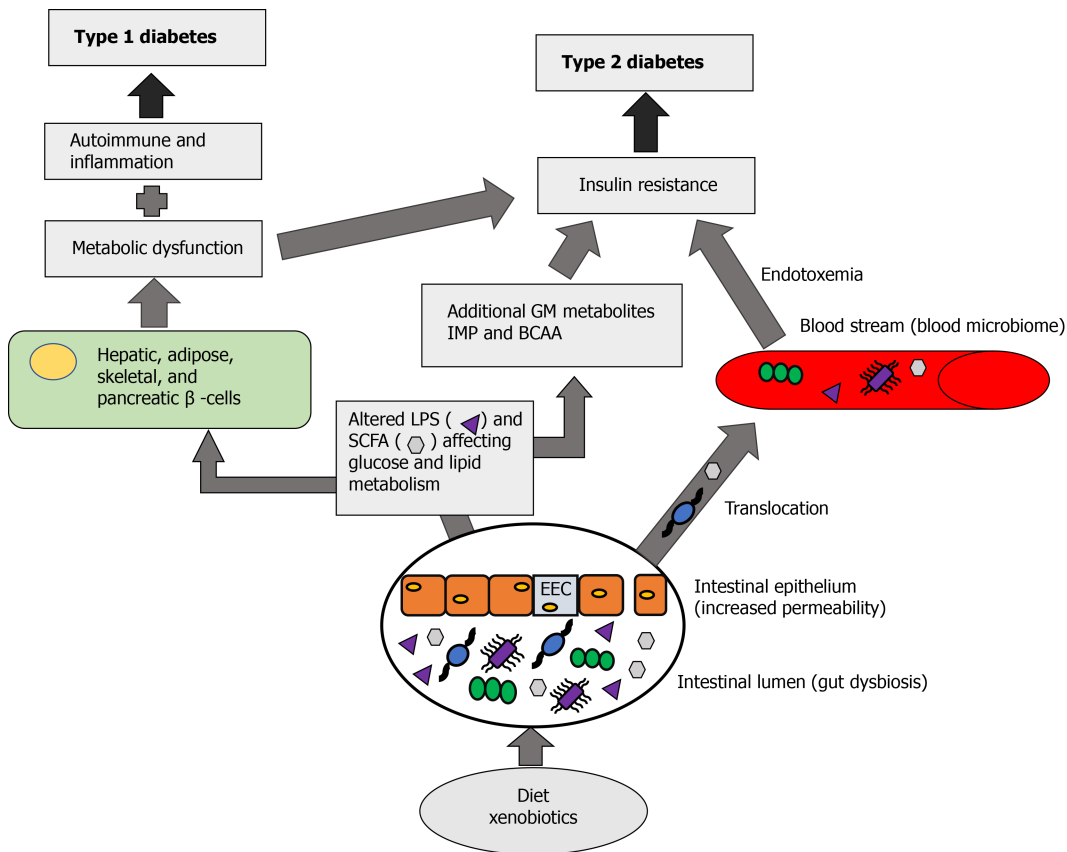 Type 1 diabetes
Type 2 diabetes
Autoimmune and
inflammation
Insulin resistance
Metabolic dysfunction
Endotoxemia
Additional GM metabolites
IMP and BCAA
Blood stream (blood microbiome)
Hepatic, adipose,
skeletal, and
pancreatic β -cells
Altered LPS ( ) and
SCFA ( ) affecting
glucose and lipid
metabolism
Translocation
EEC
Intestinal epithelium
(increased permeability)
Intestinal lumen (gut dysbiosis)
Diet
xenobiotics